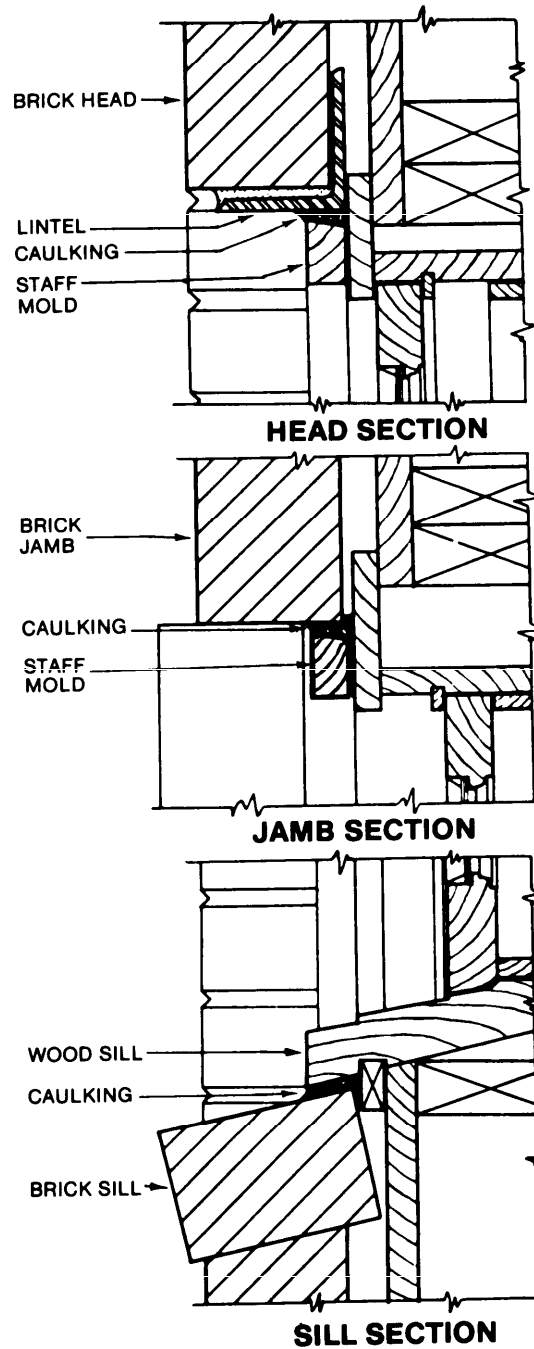 BRICK HEAD
LINTEL
CAULKING
STAFF
MOLD
HEAD SECTION
BRICK
JAMB
CAULKING
STAFF
MOLD
JAMB SECTION
WOOD SILL
CAULKING
BRICK SILL
SILL SECTION